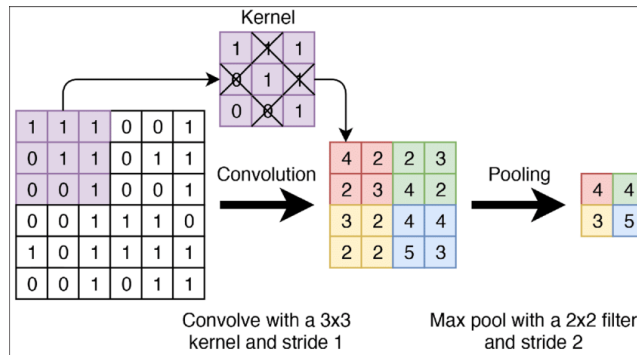 Kernel
1 1 1
0 1 1
0 0 1
1 1 1 0 0 1
0 1 1 0 1 1
0 0 1 0 0 1
0 0 1 1 1 0
1 0 1 1 1 1
0 0 1 0 1 1
Convolution
4 2 2 3
2 3 4 2
3 2 4 4
2 2 5 3
Pooling
4 4
3 5
Convolve with a 3x3
kernel and stride 1
Max pool with a 2x2 filter
and stride 2